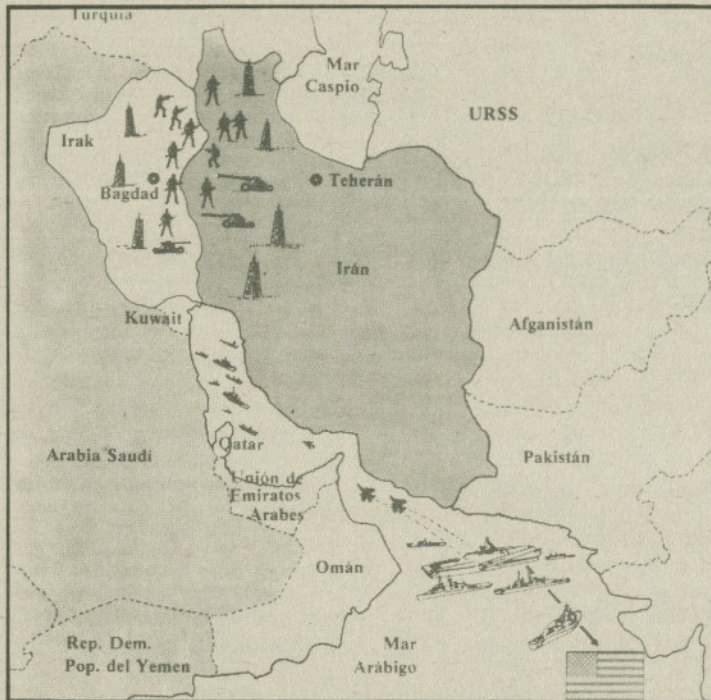 Turquía
Mar
Caspio
URSS
Irak
Bagdad
Teherán
Irán
Kuwait
Afganistán
Qatar
Arabia Saudí
Pakistán
Unión de
Emiratos
Arabes
Omán
Rep. Dem.
Pop. del Yemen
Mar
Arábigo